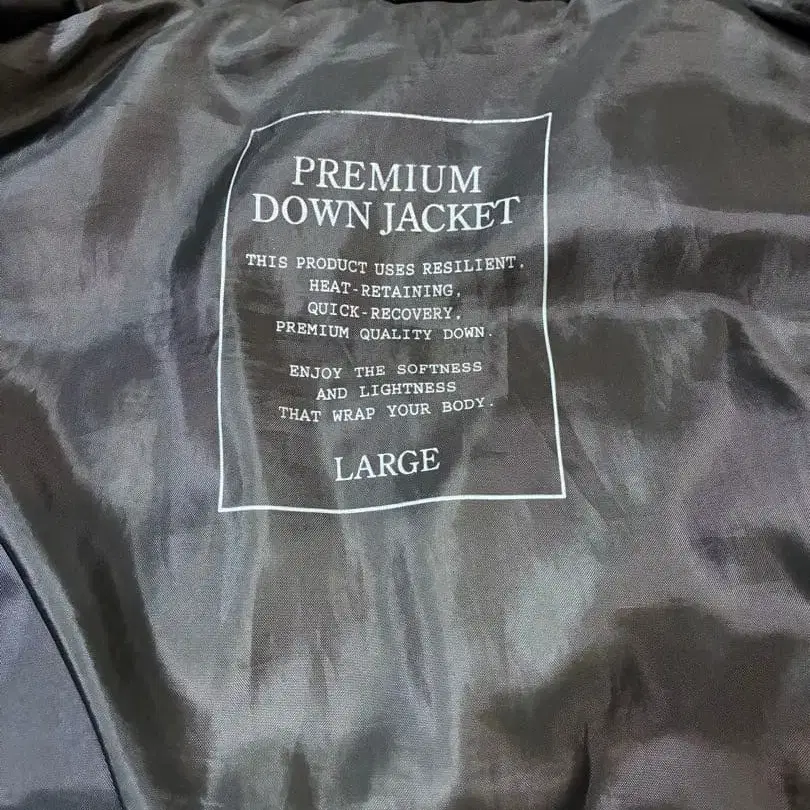 PREMIUM
DOWN JACKET
THIS PRODUCT USES RESILIENT,
HEAT-RETAINING,
QUICK-RECOVERY,
PREMIUM QUALITY DOWN.
ENJOY THE SOFTNESS
AND LIGHTNESS
THAT WRAP YOUR BODY.
LARGE